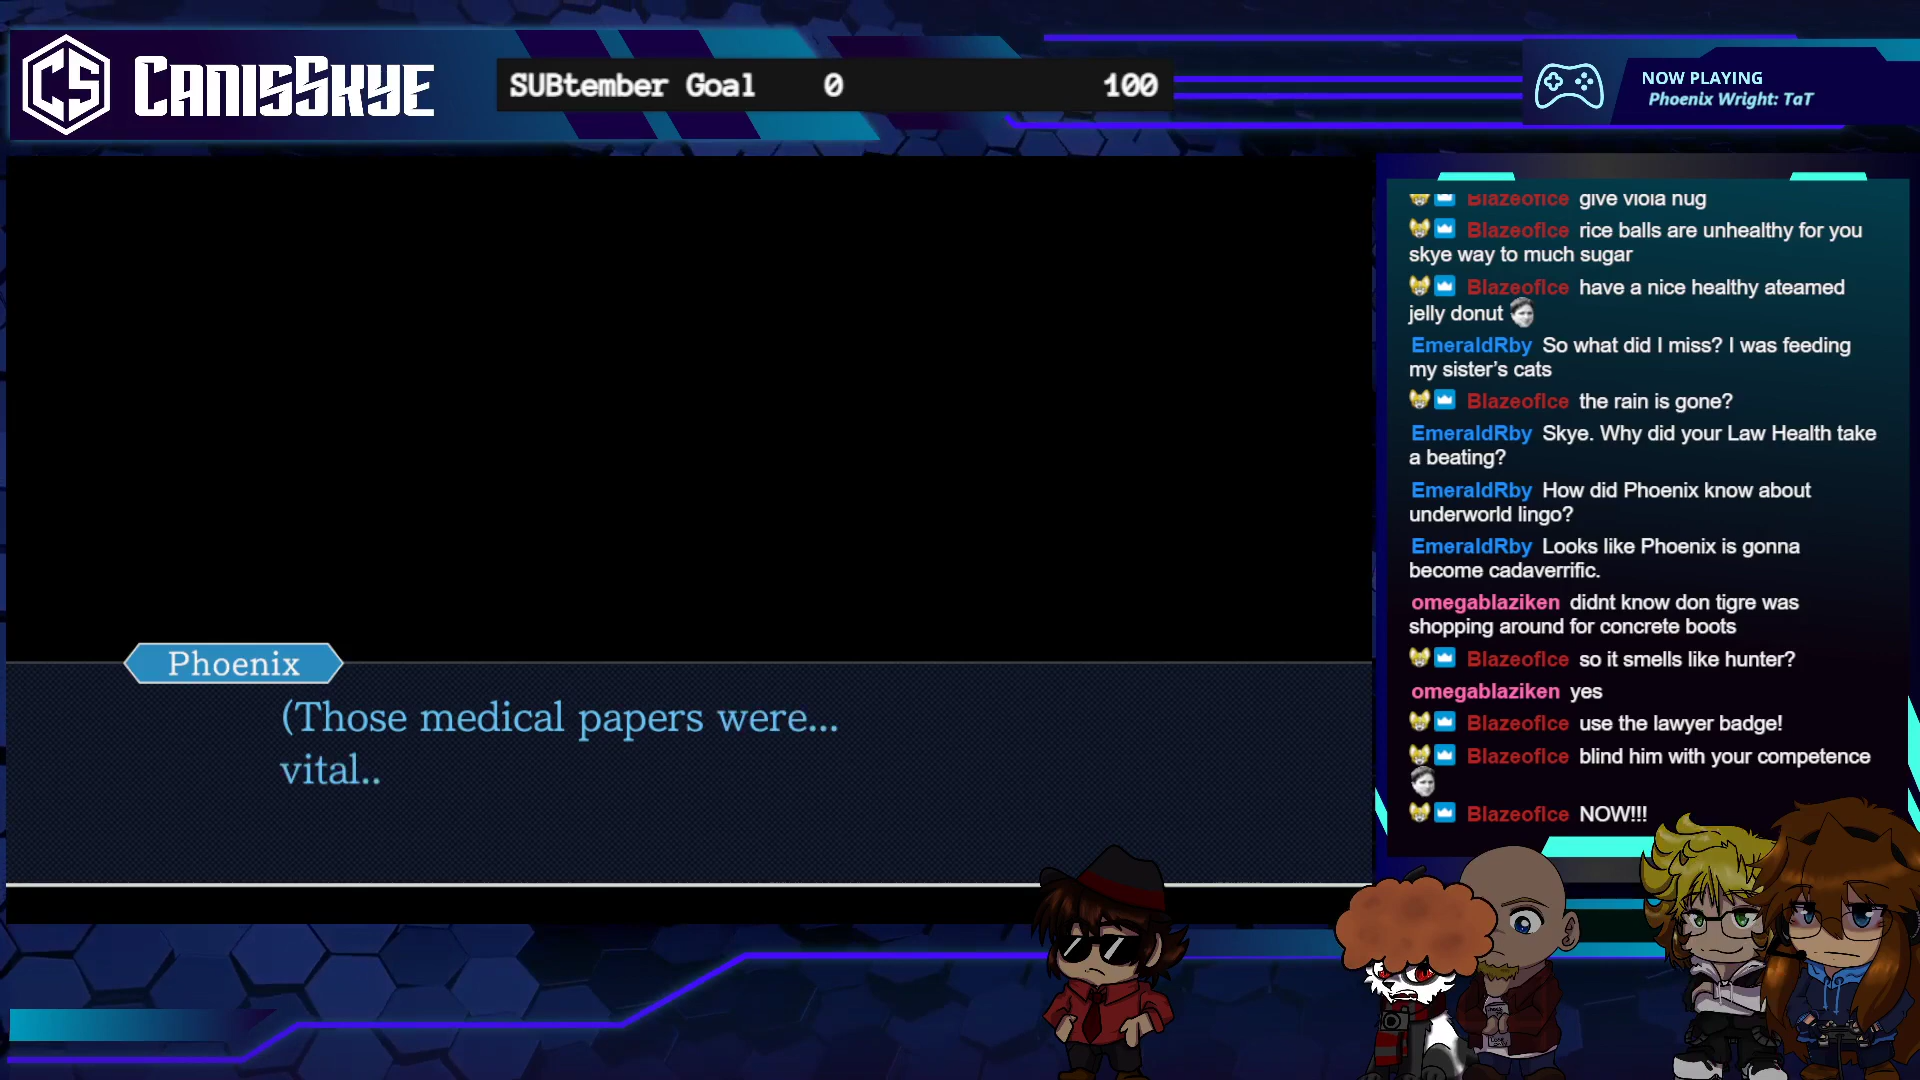 CS CANISSKYE
SUBtember Goal 0 100
NOW PLAYING
Phoenix Wright: TaT
BlazeofIce give viola hug
BlazeofIce rice balls are unhealthy for you
skye way to much sugar
BlazeofIce have a nice healthy ateamed
jelly donut
EmeraldRby So what did I miss? I was feeding
my sister's cats
BlazeofIce the rain is gone?
EmeraldRby Skye. Why did your Law Health take
a beating?
EmeraldRby How did Phoenix know about
underworld lingo?
EmeraldRby Looks like Phoenix is gonna
become cadaverrific.
omegablaziken didnt know don tigre was
shopping around for concrete boots
BlazeofIce so it smells like hunter?
omegablaziken yes
BlazeofIce use the lawyer badge!
BlazeofIce blind him with your competence
BlazeofIce NOW!!!
Phoenix
(Those medical papers were...
vital..